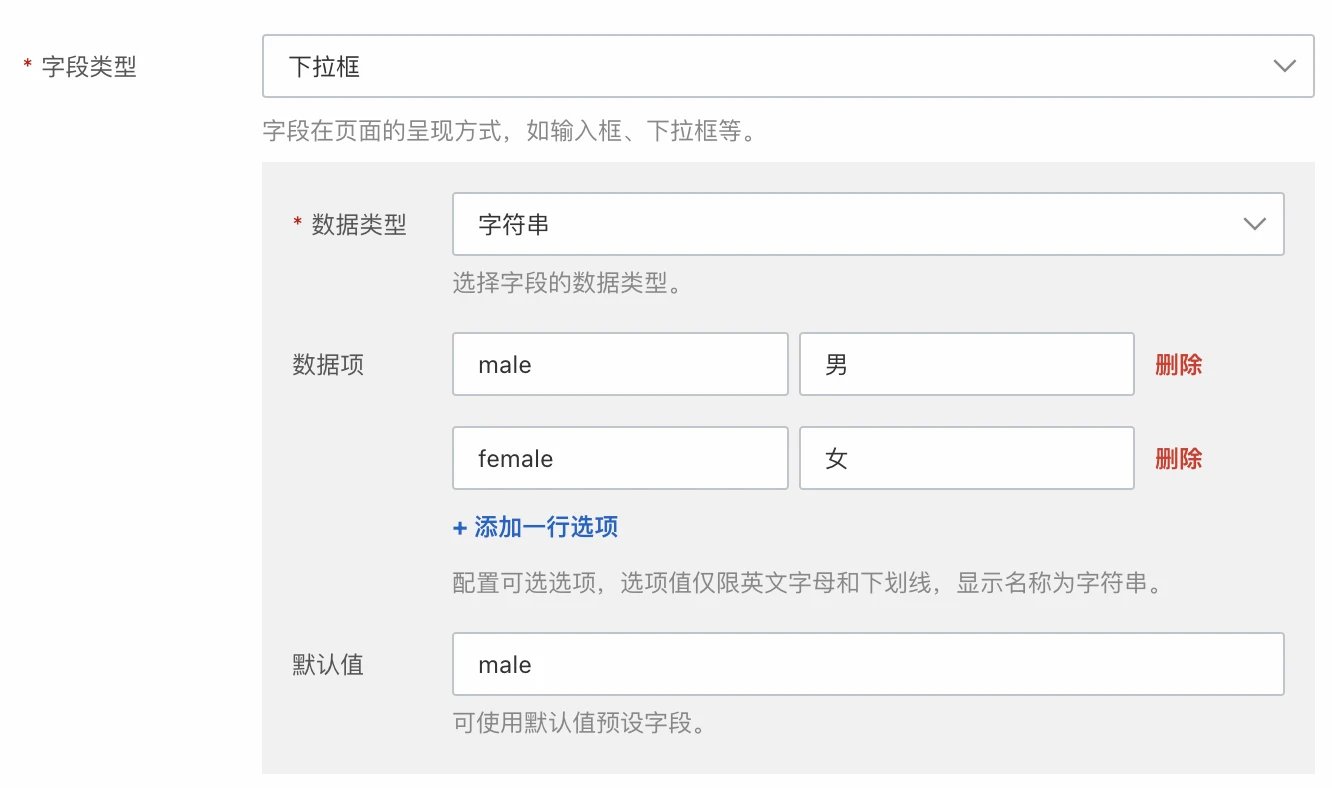 * 字段类型 下拉框
字段在页面的呈现方式，如输入框、下拉框等。
* 数据类型 字符串
选择字段的数据类型。
数据项 male 男 删除
female 女 删除
+ 添加一行选项
配置可选选项，选项值仅限英文字母和下划线，显示名称为字符串。
默认值 male
可使用默认值预设字段。